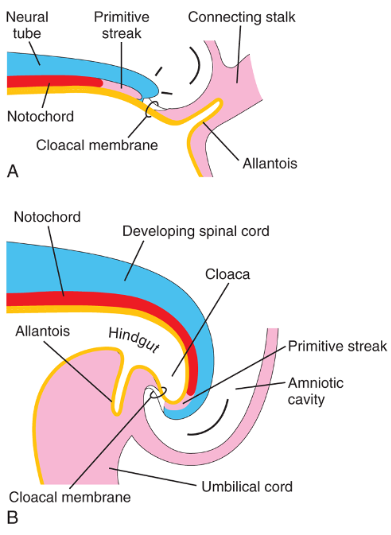 Neural
tube
Primitive
streak
Connecting stalk
Notochord
Cloacal membrane
Allantois
A
Notochord
Developing spinal cord
Cloaca
Allantois
Hindgut
Primitive streak
Amniotic
cavity
Umbilical cord
Cloacal membrane
B